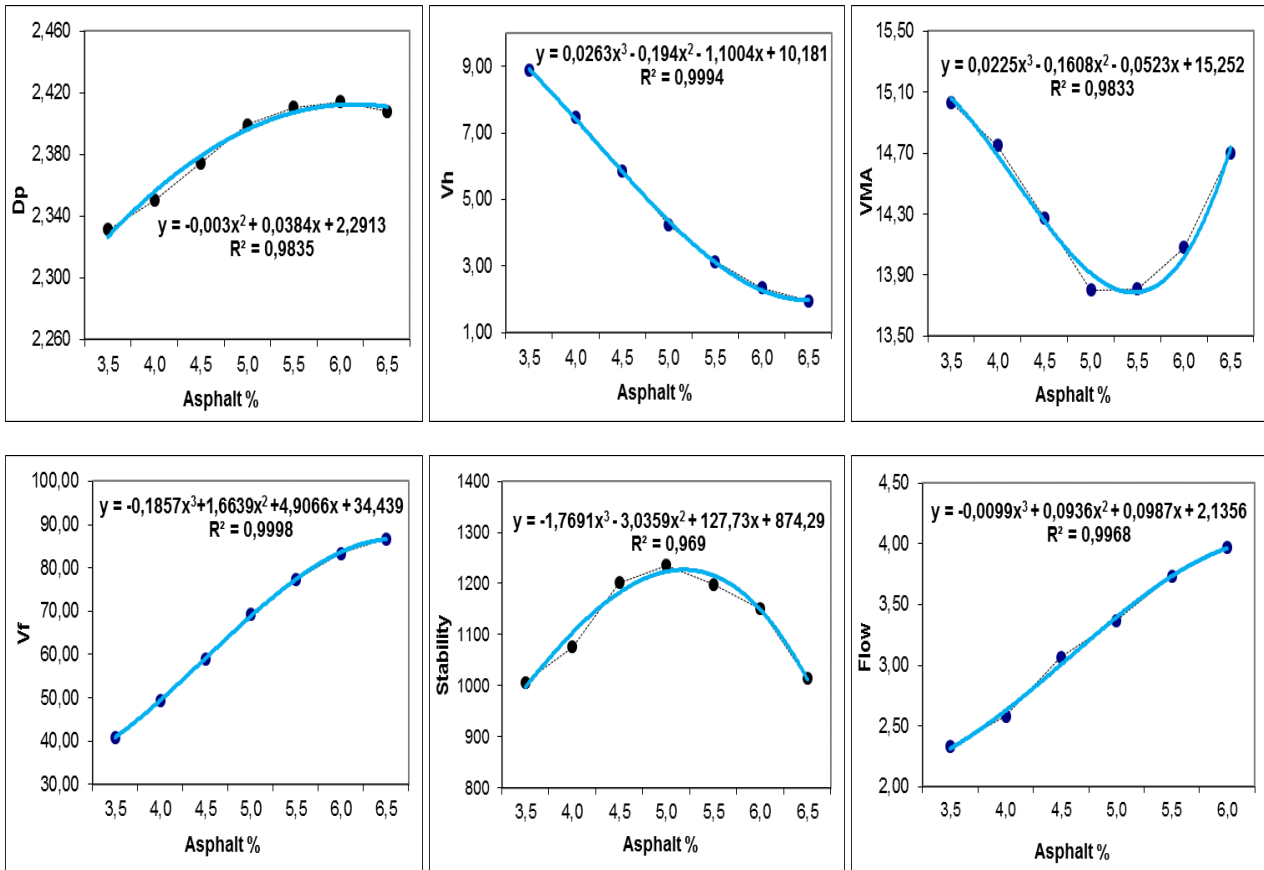 2,460
2,420
2,380
2,340
2,300
2,260
Dp
y = -0,003x² + 0,0384x + 2,2913
R² = 0,9835
3,5 4,0 4,5 5,0 5,5 6,0 6,5
Asphalt %
9,00
7,00
5,00
3,00
1,00
Vh
y = 0,0263x³ - 0,194x² - 1,1004x + 10,181
R² = 0,9994
3,5 4,0 4,5 5,0 5,5 6,0 6,5
Asphalt %
15,50
15,10
14,70
14,30
13,90
13,50
VMA
y = 0,0225x³ - 0,1608x² - 0,0523x + 15,252
R² = 0,9833
3,5 4,0 4,5 5,0 5,5 6,0 6,5
Asphalt %
100,00
90,00
80,00
70,00
60,00
50,00
40,00
30,00
Vf
y = -0,1857x³+1,6639x² +4,9066x + 34,439
R² = 0,9998
3,5 4,0 4,5 5,0 5,5 6,0 6,5
Asphalt %
1400
1300
1200
1100
1000
900
800
Stability
y = -1,7691x³ - 3,0359x² + 127,73x + 874,29
R² = 0,969
3,5 4,0 4,5 5,0 5,5 6,0 6,5
Asphalt %
4,50
4,00
3,50
3,00
2,50
2,00
Flow
y = -0,0099x³ + 0,0936x² + 0,0987x + 2,1356
R² = 0,9968
3,5 4,0 4,5 5,0 5,5 6,0
Asphalt %